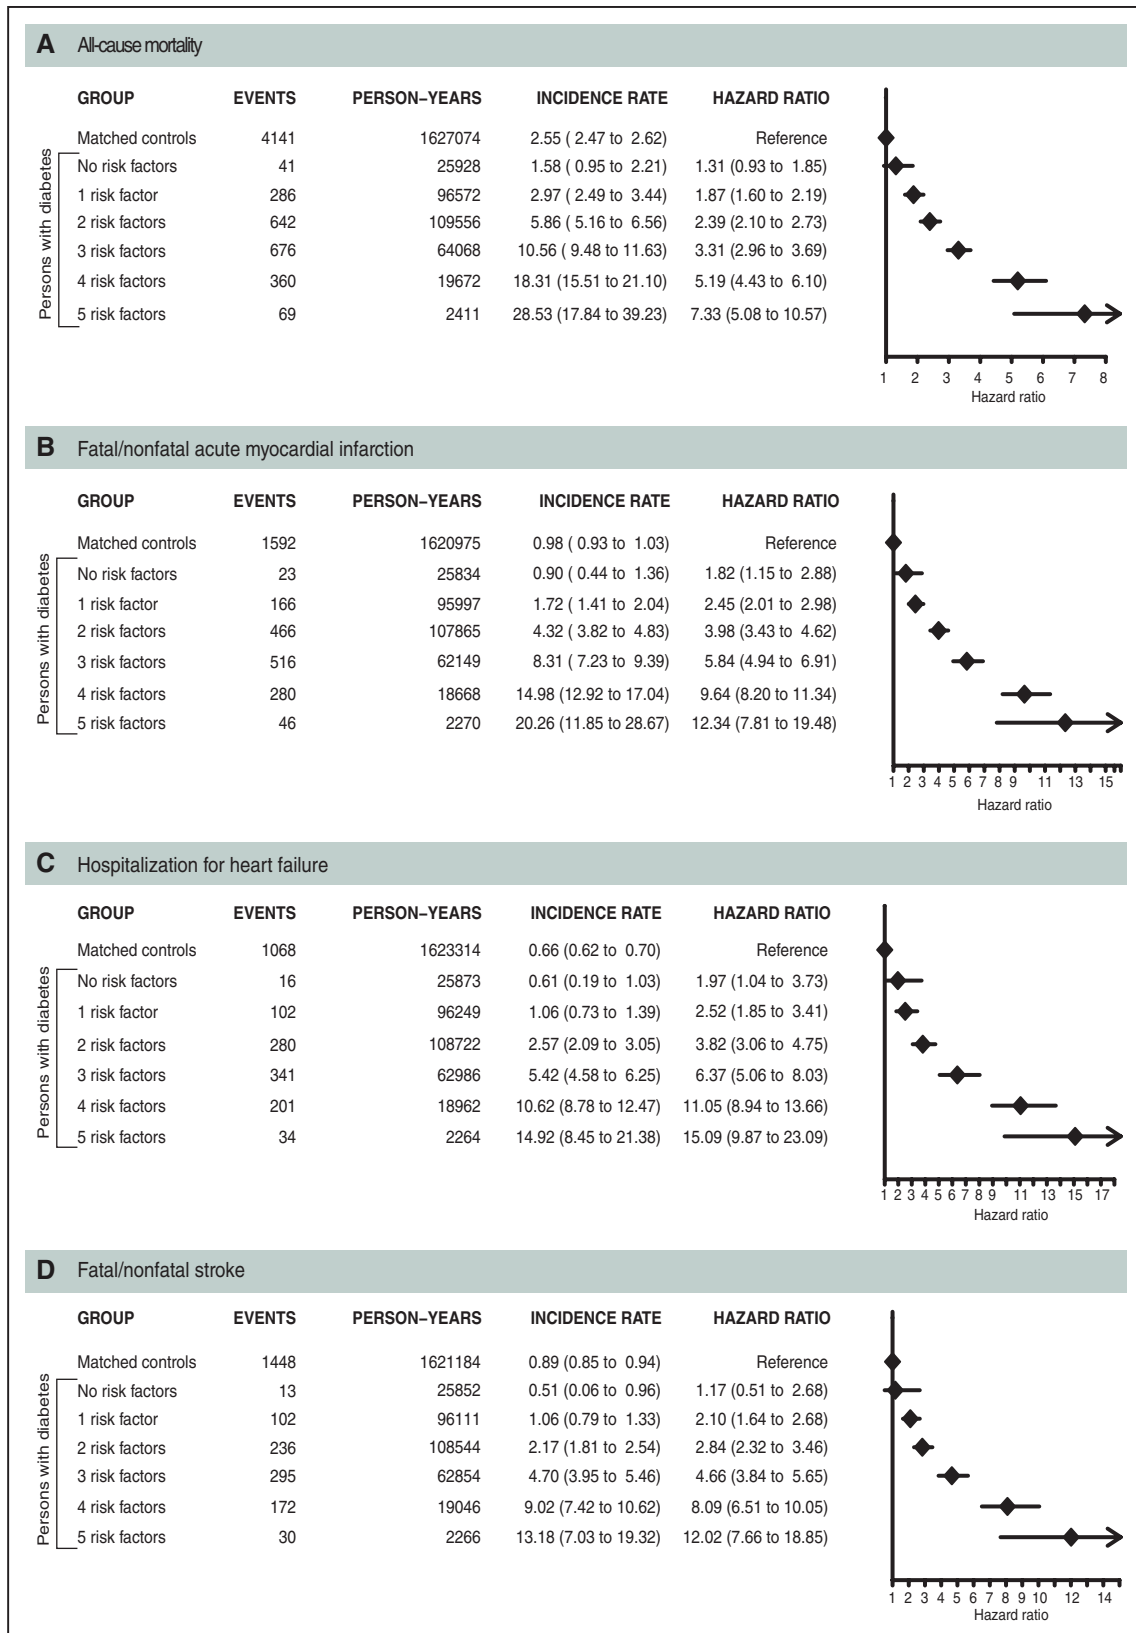 A All-cause mortality
GROUP EVENTS PERSON–YEARS INCIDENCE RATE HAZARD RATIO
Matched controls 4141 1627074 2.55 ( 2.47 to 2.62) Reference
Persons with diabetes
No risk factors 41 25928 1.58 ( 0.95 to 2.21) 1.31 (0.93 to 1.85)
1 risk factor 286 96572 2.97 ( 2.49 to 3.44) 1.87 (1.60 to 2.19)
2 risk factors 642 109556 5.86 ( 5.16 to 6.56) 2.39 (2.10 to 2.73)
3 risk factors 676 64068 10.56 ( 9.48 to 11.63) 3.31 (2.96 to 3.69)
4 risk factors 360 19672 18.31 (15.51 to 21.10) 5.19 (4.43 to 6.10)
5 risk factors 69 2411 28.53 (17.84 to 39.23) 7.33 (5.08 to 10.57)
1 2 3 4 5 6 7 8
Hazard ratio
B Fatal/nonfatal acute myocardial infarction
GROUP EVENTS PERSON–YEARS INCIDENCE RATE HAZARD RATIO
Matched controls 1592 1620975 0.98 ( 0.93 to 1.03) Reference
Persons with diabetes
No risk factors 23 25834 0.90 ( 0.44 to 1.36) 1.82 (1.15 to 2.88)
1 risk factor 166 95997 1.72 ( 1.41 to 2.04) 2.45 (2.01 to 2.98)
2 risk factors 466 107865 4.32 ( 3.82 to 4.83) 3.98 (3.43 to 4.62)
3 risk factors 516 62149 8.31 ( 7.23 to 9.39) 5.84 (4.94 to 6.91)
4 risk factors 280 18668 14.98 (12.92 to 17.04) 9.64 (8.20 to 11.34)
5 risk factors 46 2270 20.26 (11.85 to 28.67) 12.34 (7.81 to 19.48)
1 2 3 4 5 6 7 8 9 11 13 15
Hazard ratio
C Hospitalization for heart failure
GROUP EVENTS PERSON–YEARS INCIDENCE RATE HAZARD RATIO
Matched controls 1068 1623314 0.66 (0.62 to 0.70) Reference
Persons with diabetes
No risk factors 16 25873 0.61 (0.19 to 1.03) 1.97 (1.04 to 3.73)
1 risk factor 102 96249 1.06 (0.73 to 1.39) 2.52 (1.85 to 3.41)
2 risk factors 280 108722 2.57 (2.09 to 3.05) 3.82 (3.06 to 4.75)
3 risk factors 341 62986 5.42 (4.58 to 6.25) 6.37 (5.06 to 8.03)
4 risk factors 201 18962 10.62 (8.78 to 12.47) 11.05 (8.94 to 13.66)
5 risk factors 34 2264 14.92 (8.45 to 21.38) 15.09 (9.87 to 23.09)
1 2 3 4 5 6 7 8 9 11 13 15 17
Hazard ratio
D Fatal/nonfatal stroke
GROUP EVENTS PERSON–YEARS INCIDENCE RATE HAZARD RATIO
Matched controls 1448 1621184 0.89 (0.85 to 0.94) Reference
Persons with diabetes
No risk factors 13 25852 0.51 (0.06 to 0.96) 1.17 (0.51 to 2.68)
1 risk factor 102 96111 1.06 (0.79 to 1.33) 2.10 (1.64 to 2.68)
2 risk factors 236 108544 2.17 (1.81 to 2.54) 2.84 (2.32 to 3.46)
3 risk factors 295 62854 4.70 (3.95 to 5.46) 4.66 (3.84 to 5.65)
4 risk factors 172 19046 9.02 (7.42 to 10.62) 8.09 (6.51 to 10.05)
5 risk factors 30 2266 13.18 (7.03 to 19.32) 12.02 (7.66 to 18.85)
1 2 3 4 5 6 7 8 9 10 12 14
Hazard ratio